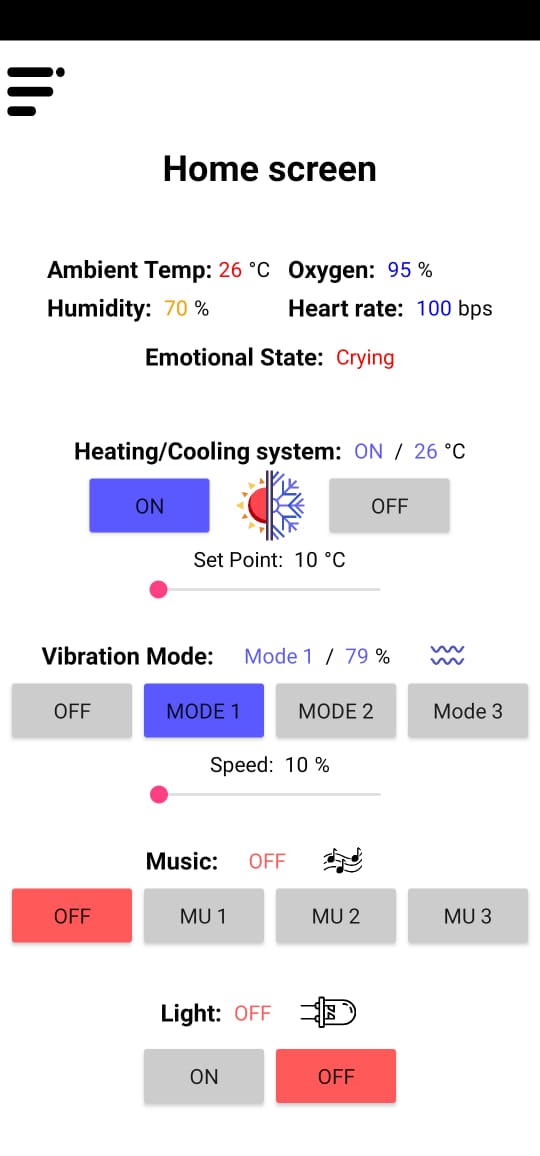 Home screen
Ambient Temp: 26 °C Oxygen: 95 %
Humidity: 70 % Heart rate: 100 bps
Emotional State: Crying
Heating/Cooling system: ON / 26 °C
ON OFF
Set Point: 10 °C
Vibration Mode: Mode 1 / 79 %
OFF MODE 1 MODE 2 Mode 3
Speed: 10 %
Music: OFF
OFF MU 1 MU 2 MU 3
Light: OFF
ON OFF